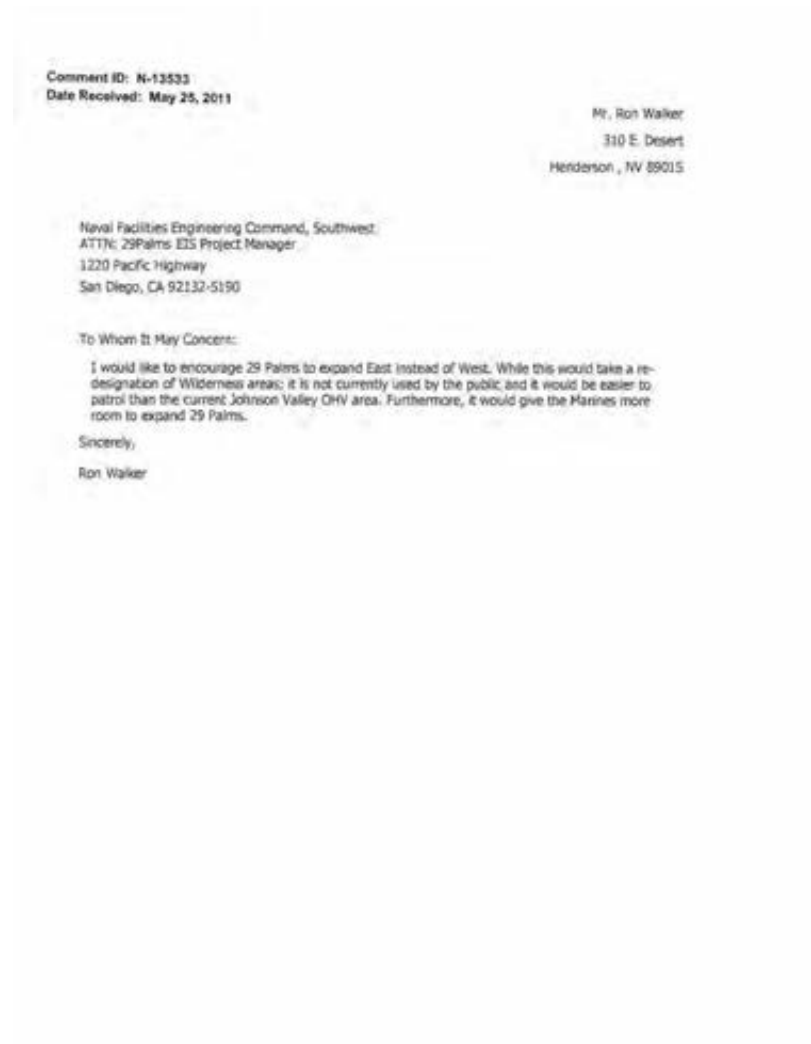 Comment ID: N-13533
Date Received: May 25, 2011
Mr. Ron Walker
310 E. Desert
Henderson , NV 89015
Naval Facilities Engineering Command, Southwest
ATTN: 29Palms EIS Project Manager
1220 Pacific Highway
San Diego, CA 92132-5190
To Whom It May Concern:
I would like to encourage 29 Palms to expand East instead of West. While this would take a re-
designation of Wilderness areas; it is not currently used by the public and it would be easier to
patrol than the current Johnson Valley OHV area. Furthermore, it would give the Marines more
room to expand 29 Palms.
Sincerely,
Ron Walker